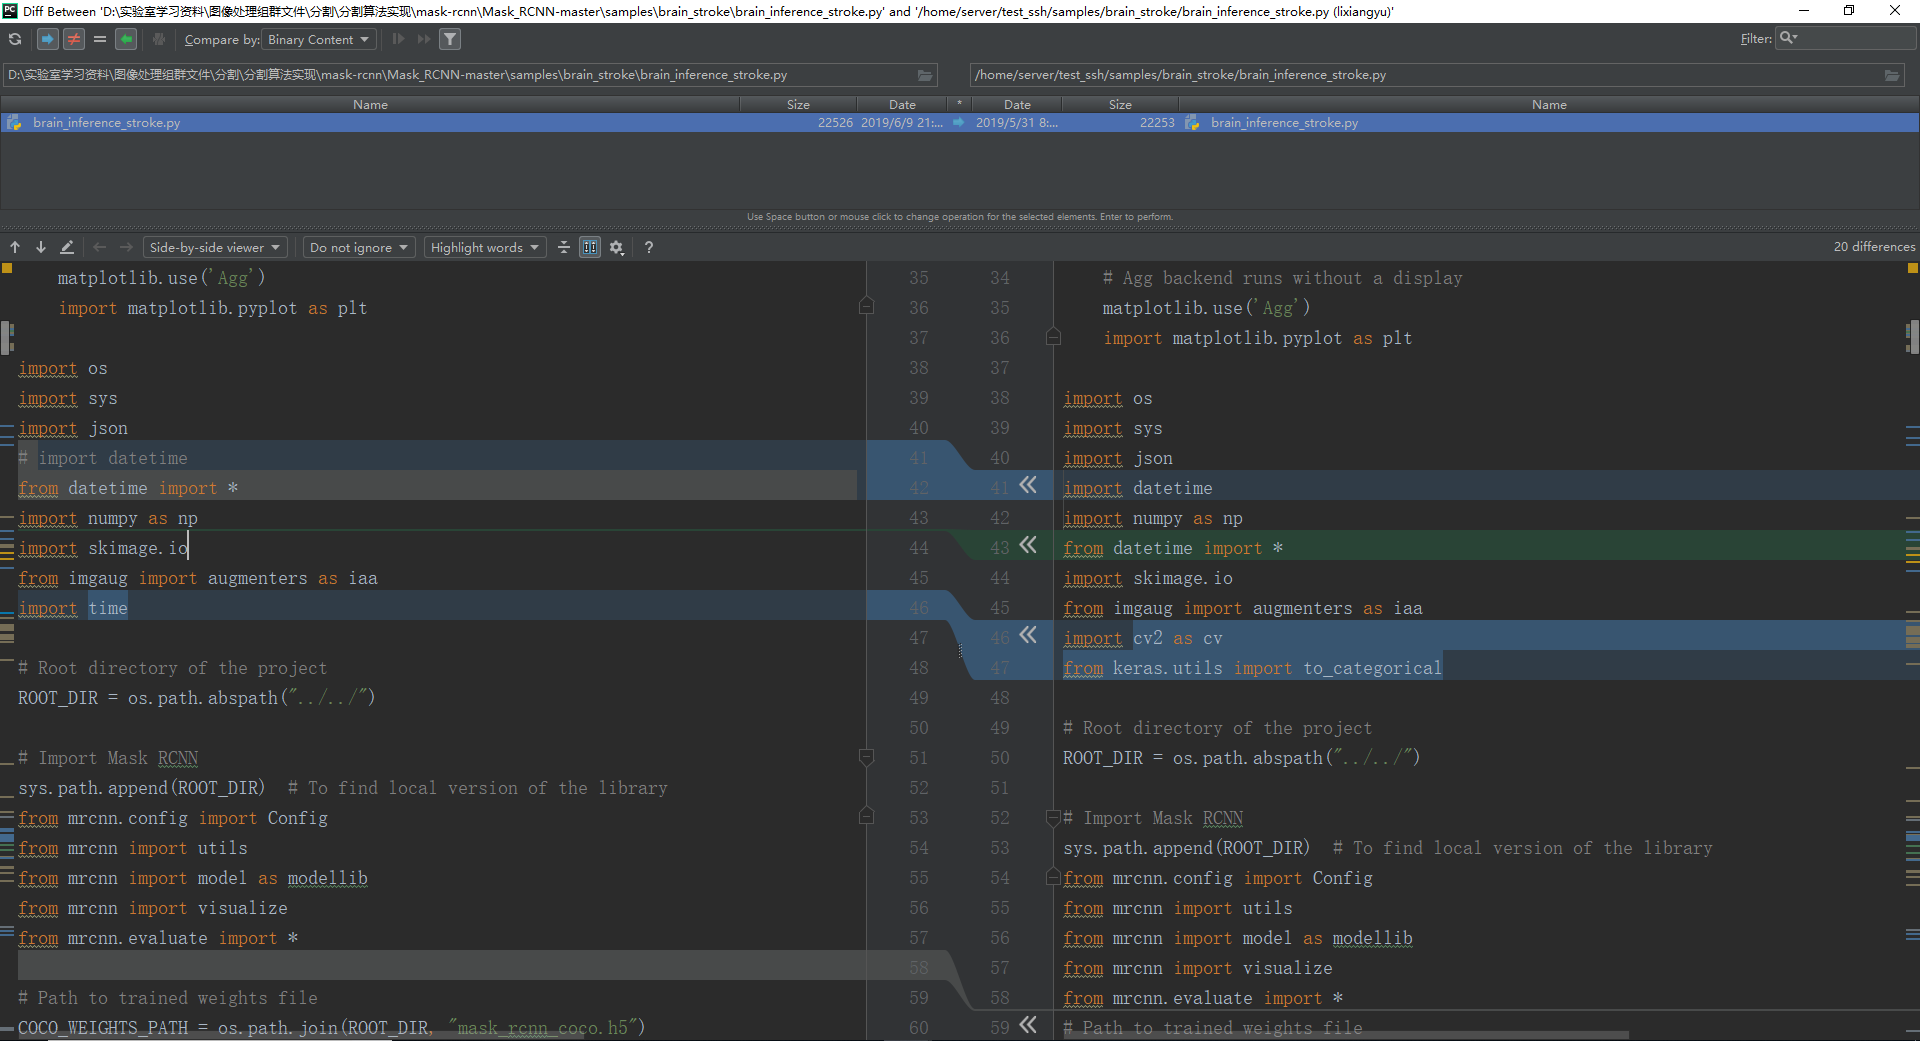 PC Diff Between 'D:\实验室学习资料\图像处理组群文件\分割\分割算法实现\mask-rcnn\Mask_RCNN-master\samples\brain_stroke\brain_inference_stroke.py' and '/home/server/test_ssh/samples/brain_stroke/brain_inference_stroke.py (lixiangyu)'
Compare by: Binary Content Filter:
D:\实验室学习资料\图像处理组群文件\分割\分割算法实现\mask-rcnn\Mask_RCNN-master\samples\brain_stroke\brain_inference_stroke.py /home/server/test_ssh/samples/brain_stroke/brain_inference_stroke.py
Name Size Date * Date Size Name
brain_inference_stroke.py 22526 2019/6/9 21:... 2019/5/31 8:... 22253 brain_inference_stroke.py
Use Space button or mouse click to change operation for the selected elements. Enter to perform.
Side-by-side viewer Do not ignore Highlight words ? 20 differences
matplotlib.use('Agg') 35 34 # Agg backend runs without a display
import matplotlib.pyplot as plt 36 35 matplotlib.use('Agg')
37 36 import matplotlib.pyplot as plt
import os 38 37
import sys 39 38 import os
import json 40 39 import sys
# import datetime 41 40 import json
from datetime import * 42 41 import datetime
import numpy as np 43 42 import numpy as np
import skimage.io 44 43 from datetime import *
from imgaug import augmenters as iaa 45 44 import skimage.io
import time 46 45 from imgaug import augmenters as iaa
47 46 import cv2 as cv
# Root directory of the project 48 47 from keras.utils import to_categorical
ROOT_DIR = os.path.abspath("../../") 49 48
50 49 # Root directory of the project
# Import Mask RCNN 51 50 ROOT_DIR = os.path.abspath("../../")
sys.path.append(ROOT_DIR) # To find local version of the library 52 51
from mrcnn.config import Config 53 52 # Import Mask RCNN
from mrcnn import utils 54 53 sys.path.append(ROOT_DIR) # To find local version of the library
from mrcnn import model as modellib 55 54 from mrcnn.config import Config
from mrcnn import visualize 56 55 from mrcnn import utils
from mrcnn.evaluate import * 57 56 from mrcnn import model as modellib
58 57 from mrcnn import visualize
# Path to trained weights file 59 58 from mrcnn.evaluate import *
COCO_WEIGHTS_PATH = os.path.join(ROOT_DIR, "mask_rcnn_coco.h5") 60 59 # Path to trained weights file